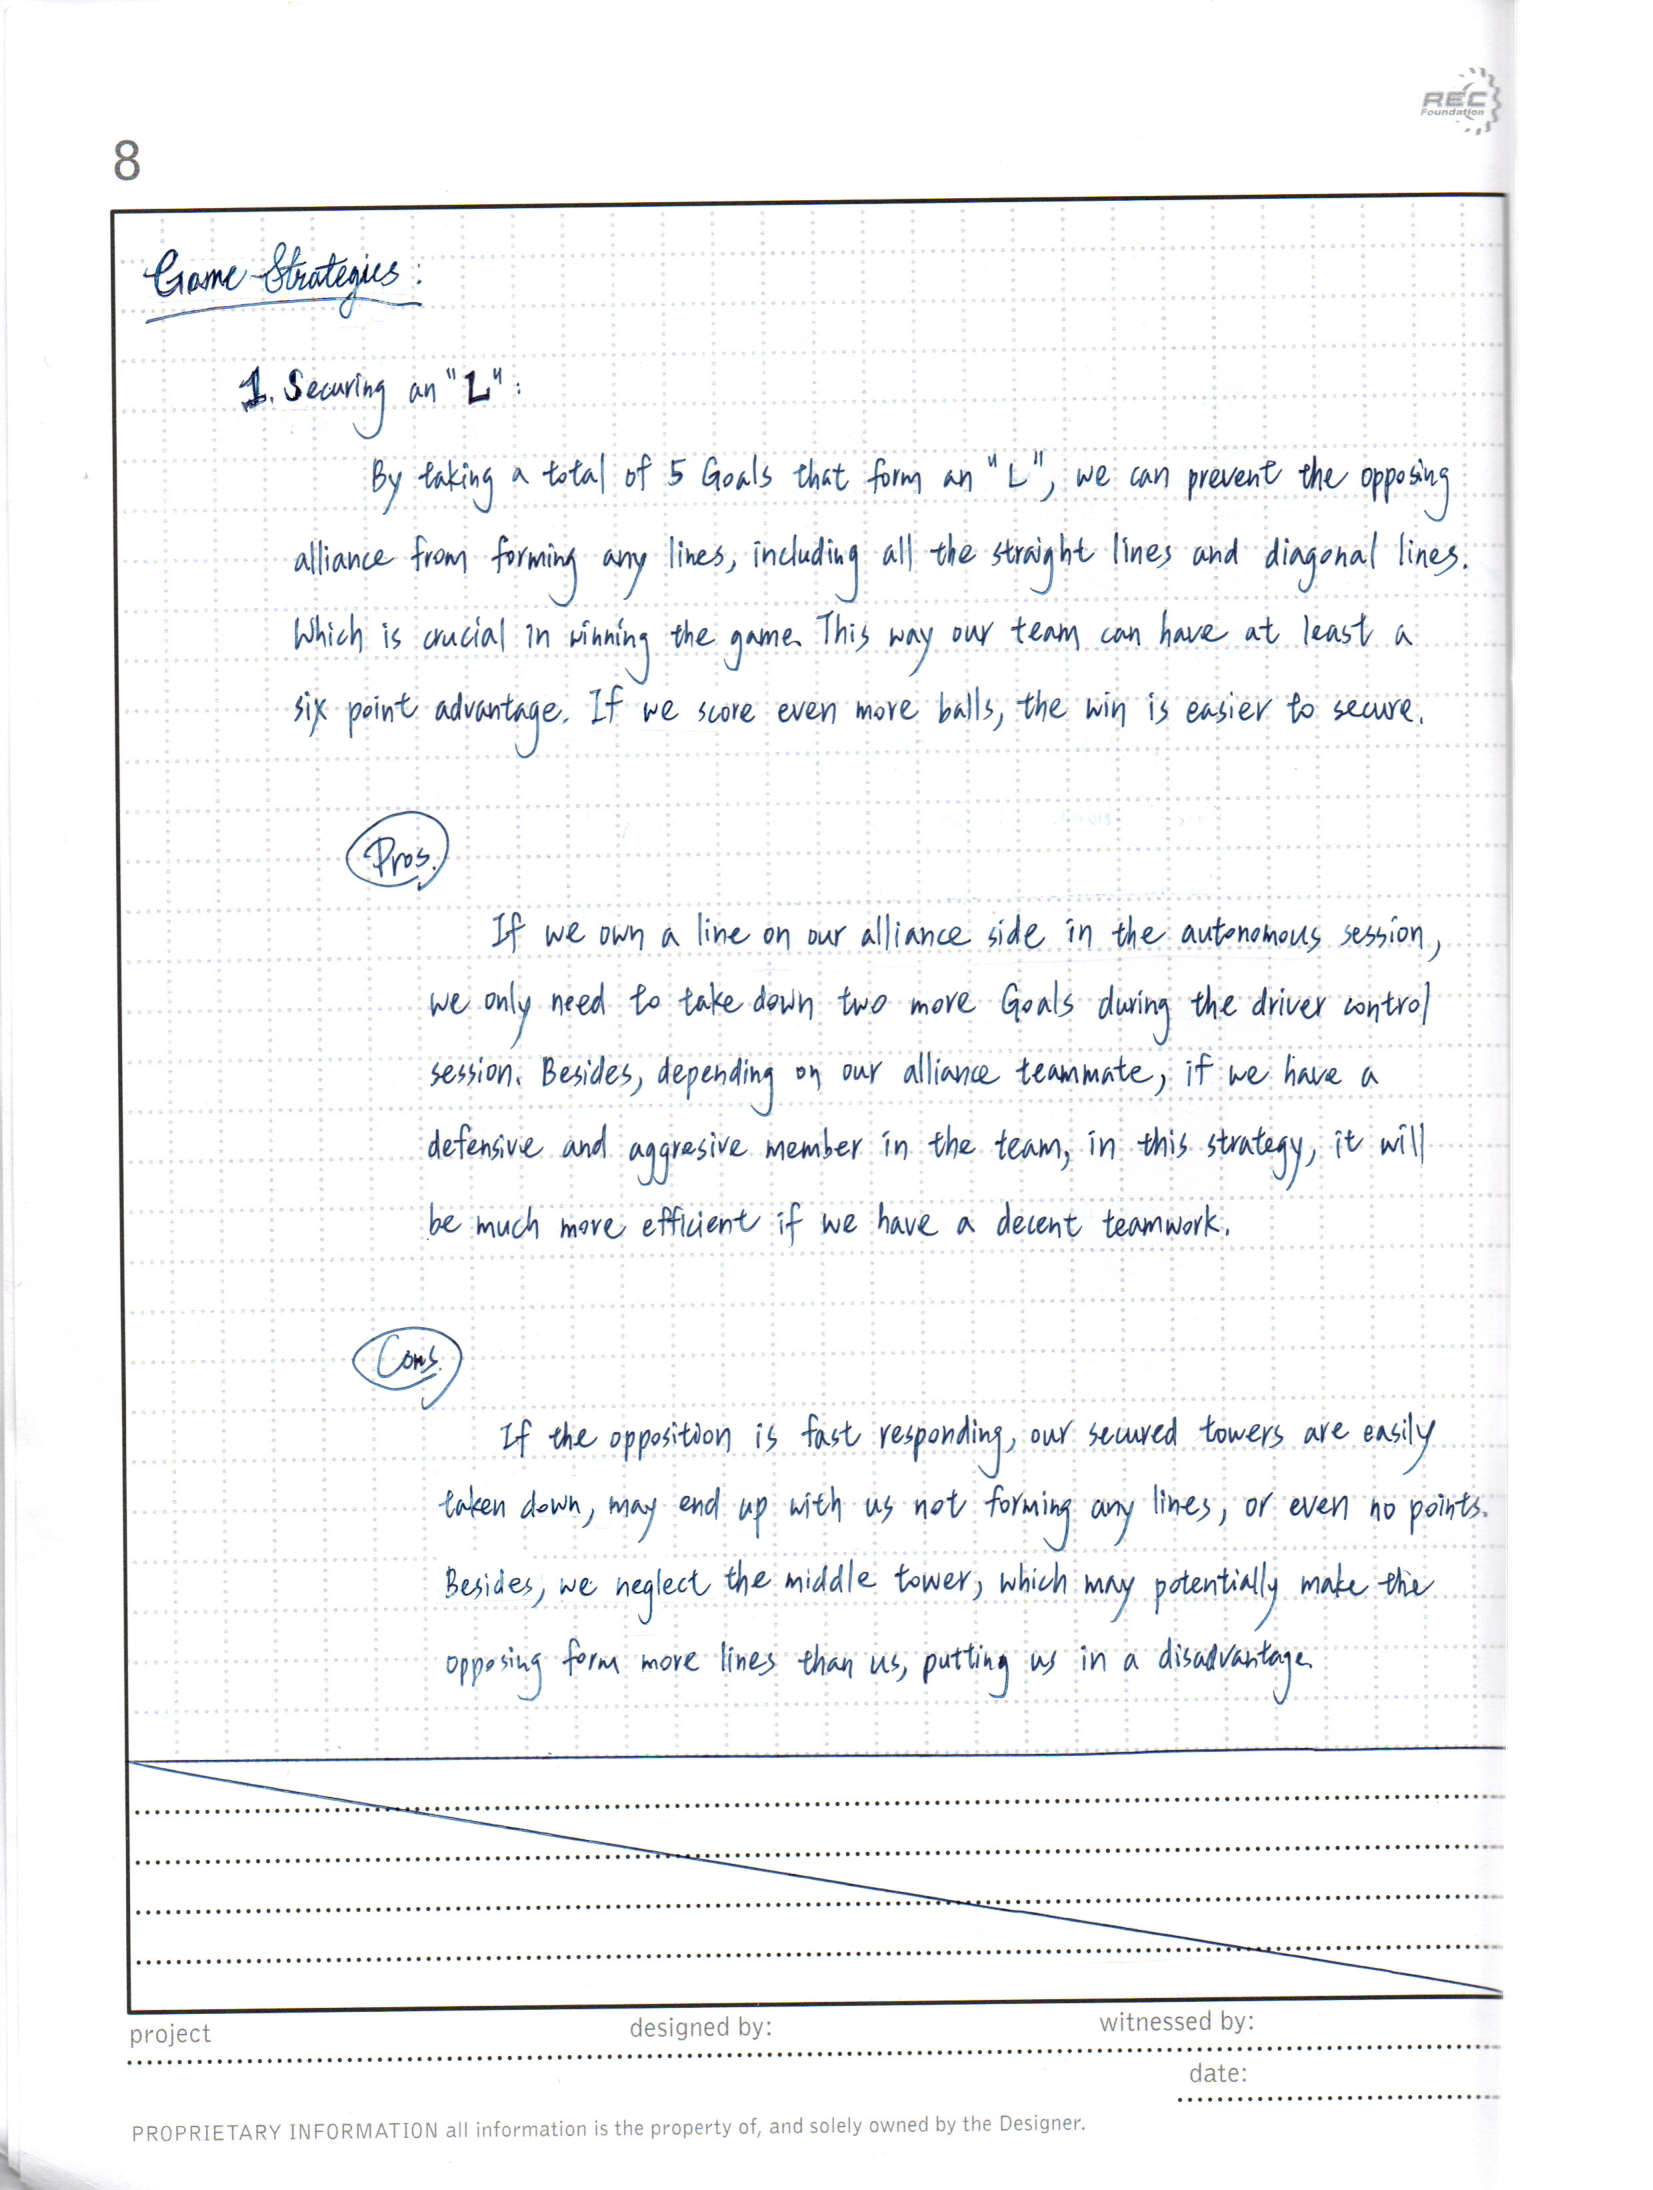 REC
Foundation
8
Game Strategies:
1. Securing an "L":
By taking a total of 5 Goals that form an "L", we can prevent the opposing
alliance from forming any lines, including all the straight lines and diagonal lines.
Which is crucial in winning the game. This way our team can have at least a
six point advantage. If we score even more balls, the win is easier to secure.
Pros.
If we own a line on our alliance side in the autonomous session,
we only need to take down two more Goals during the driver control
session. Besides, depending on our alliance teammate, if we have a
defensive and aggresive member in the team, in this strategy, it will
be much more efficient if we have a decent teamwork.
Cons.
If the opposition is fast responding, our secured towers are easily
taken down, may end up with us not forming any lines, or even no points.
Besides, we neglect the middle tower, which may potentially make the
opposing form more lines than us, putting us in a disadvantage.
project designed by: witnessed by:
date:
PROPRIETARY INFORMATION all information is the property of, and solely owned by the Designer.